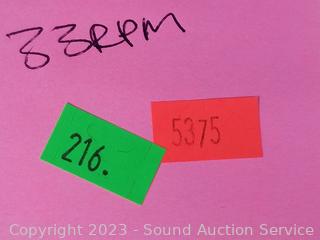 33RPM
216.
5375
Copyright 2023 - Sound Auction Service